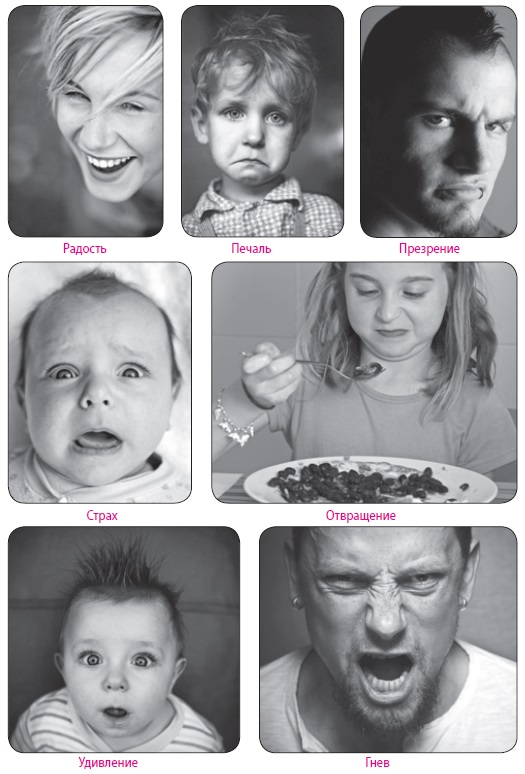 Радость
Печаль
Презрение
Страх
Отвращение
Удивление
Гнев